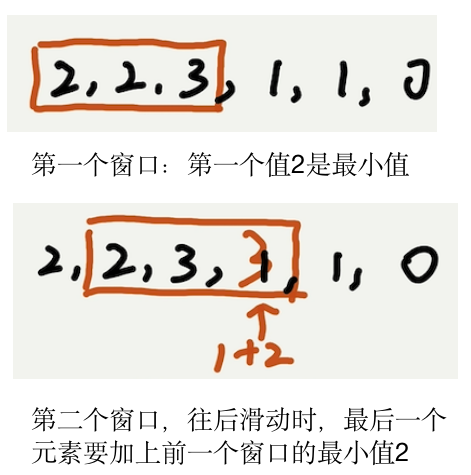 2, 2, 3, 1, 1, 0
第一个窗口：第一个值2是最小值
2, 2, 3, 1, 1, 0
3
1+2
第二个窗口，往后滑动时，最后一个
元素要加上前一个窗口的最小值2